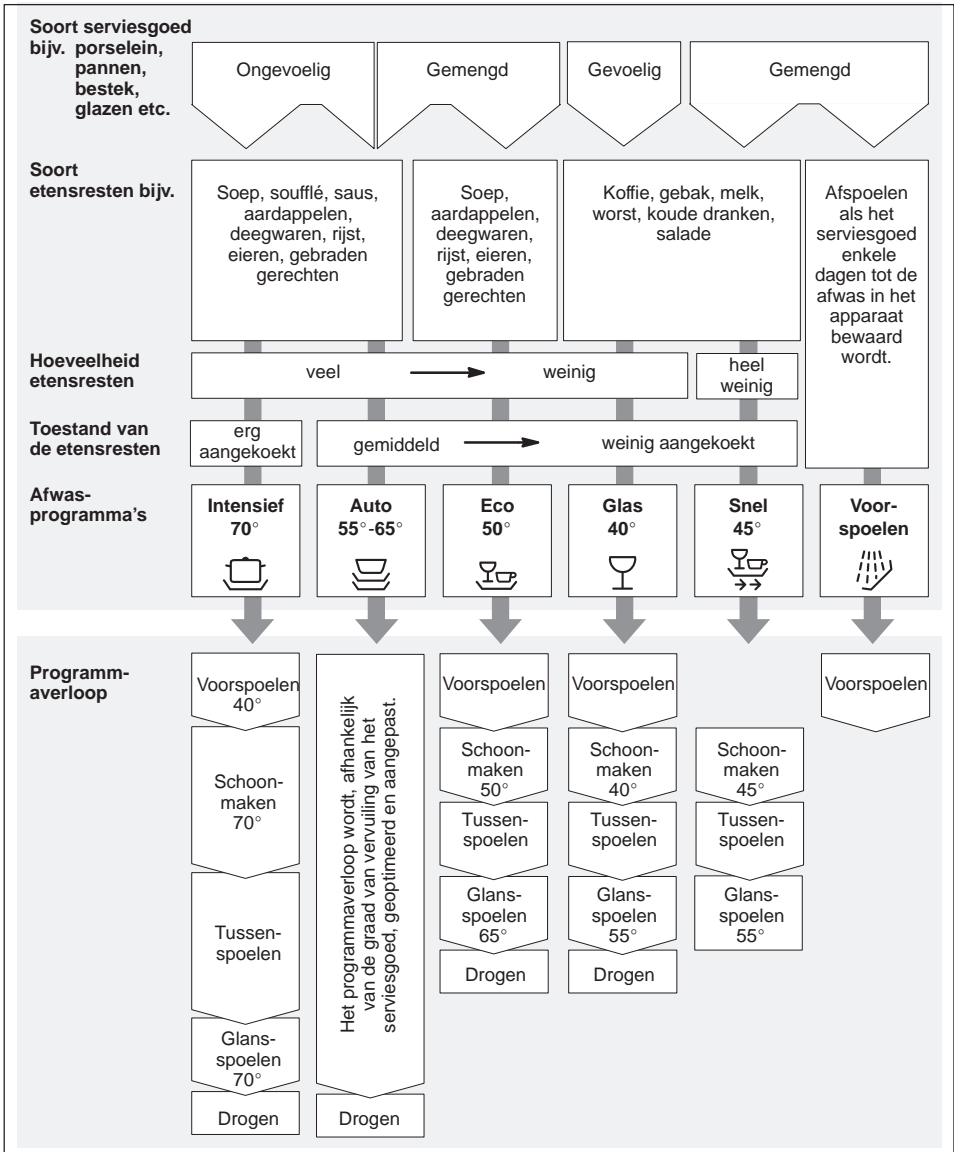 Soort serviesgoed
bijv. porselein,
pannen,
bestek,
glazen etc.
Ongevoelig
Gemengd
Gevoelig
Gemengd
Soort
etensresten bijv.
Soep, soufflé, saus,
aardappelen,
deegwaren, rijst,
eieren, gebraden
gerechten
Soep,
aardappelen,
deegwaren,
rijst, eieren,
gebraden
gerechten
Koffie, gebak, melk,
worst, koude dranken,
salade
Afspoelen
als het
serviesgoed
enkele
dagen tot de
afwas in het
apparaat
bewaard
wordt.
Hoeveelheid
etensresten
veel
weinig
heel
weinig
Toestand van
de etensresten
erg
aangekoekt
gemiddeld
weinig aangekoekt
Afwas-
programma's
Intensief
70°
Auto
55°-65°
Eco
50°
Glas
40°
Snel
45°
Voor-
spoelen
Programm-
averloop
Voorspoelen
40°
Schoon-
maken
70°
Tussen-
spoelen
Glans-
spoelen
70°
Drogen
Het programmaverloop wordt, afhankelijk
van de graad van vervuiling van het
serviesgoed, geoptimeerd en aangepast.
Drogen
Voorspoelen
Schoon-
maken
50°
Tussen-
spoelen
Glans-
spoelen
65°
Drogen
Voorspoelen
Schoon-
maken
40°
Tussen-
spoelen
Glans-
spoelen
55°
Drogen
Schoon-
maken
45°
Tussen-
spoelen
Glans-
spoelen
55°
Voorspoelen